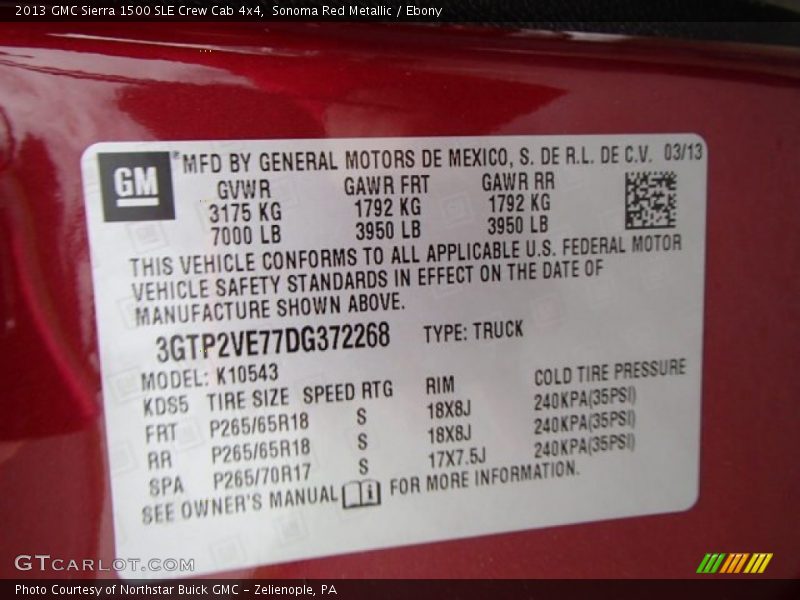 2013 GMC Sierra 1500 SLE Crew Cab 4x4, Sonoma Red Metallic / Ebony
GM
MFD BY GENERAL MOTORS DE MEXICO, S. DE R.L. DE C.V. 03/13
GVWR GAWR FRT GAWR RR
3175 KG 1792 KG 1792 KG
7000 LB 3950 LB 3950 LB
THIS VEHICLE CONFORMS TO ALL APPLICABLE U.S. FEDERAL MOTOR
VEHICLE SAFETY STANDARDS IN EFFECT ON THE DATE OF
MANUFACTURE SHOWN ABOVE.
3GTP2VE77DG372268 TYPE: TRUCK
MODEL: K10543
KDS5 TIRE SIZE SPEED RTG RIM COLD TIRE PRESSURE
FRT P265/65R18 S 18X8J 240KPA(35PSI)
RR P265/65R18 S 18X8J 240KPA(35PSI)
SPA P265/70R17 S 17X7.5J 240KPA(35PSI)
SEE OWNER'S MANUAL FOR MORE INFORMATION.
GTCARLOT.COM
Photo Courtesy of Northstar Buick GMC - Zelienople, PA